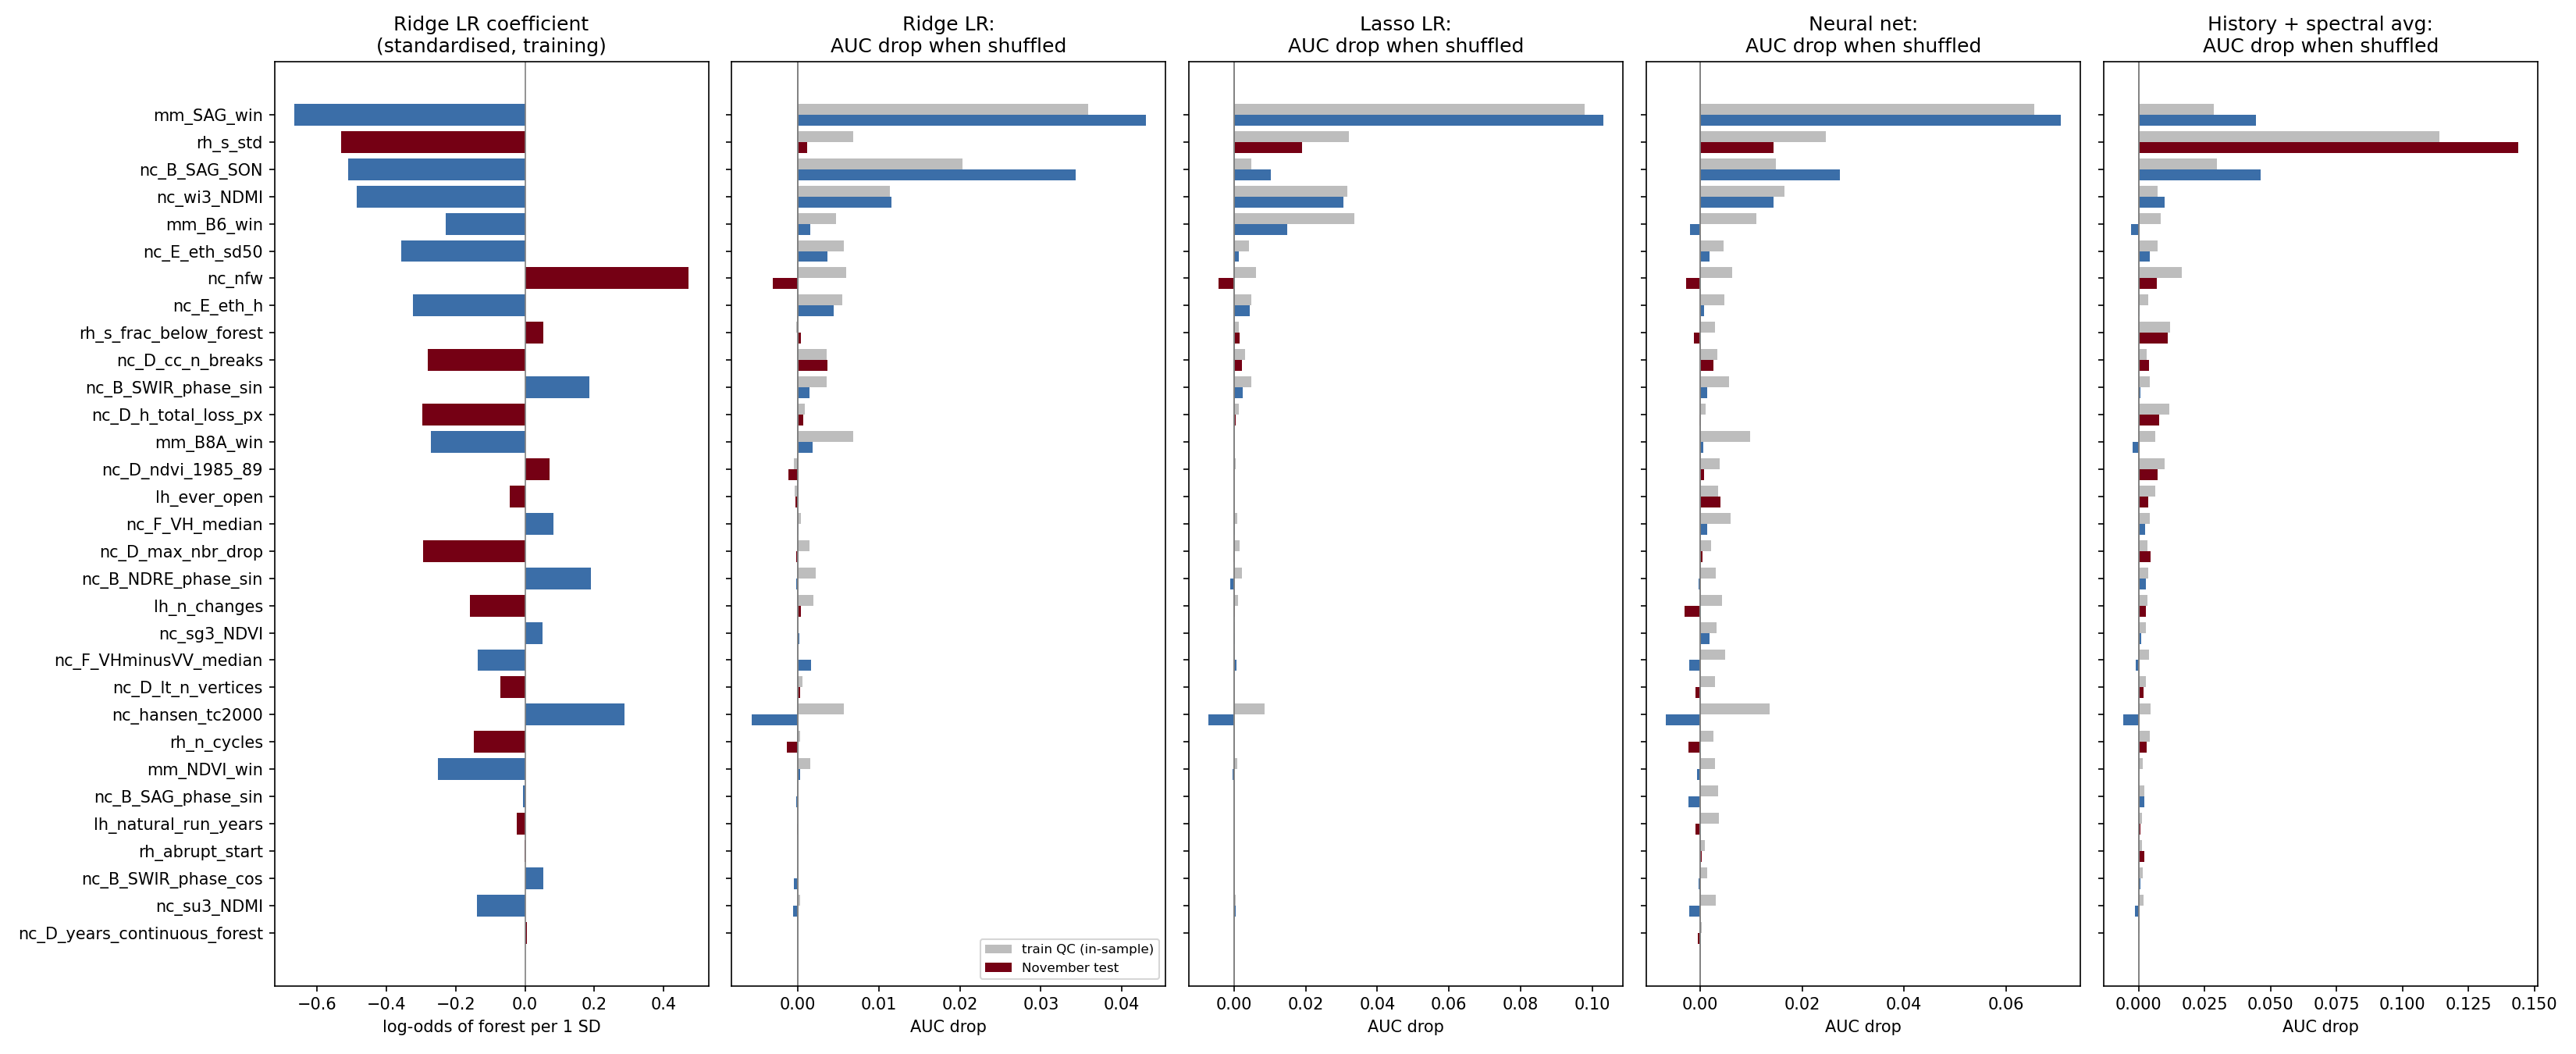 Ridge LR coefficient
(standardised, training)
Ridge LR:
AUC drop when shuffled
Lasso LR:
AUC drop when shuffled
Neural net:
AUC drop when shuffled
History + spectral avg:
AUC drop when shuffled
mm_SAG_win
rh_s_std
nc_B_SAG_SON
nc_wi3_NDMI
mm_B6_win
nc_E_eth_sd50
nc_nfw
nc_E_eth_h
rh_s_frac_below_forest
nc_D_cc_n_breaks
nc_B_SWIR_phase_sin
nc_D_h_total_loss_px
mm_B8A_win
nc_D_ndvi_1985_89
lh_ever_open
nc_F_VH_median
nc_D_max_nbr_drop
nc_B_NDRE_phase_sin
lh_n_changes
nc_sg3_NDVI
nc_F_VHminusVV_median
nc_D_lt_n_vertices
nc_hansen_tc2000
rh_n_cycles
mm_NDVI_win
nc_B_SAG_phase_sin
lh_natural_run_years
rh_abrupt_start
nc_B_SWIR_phase_cos
nc_su3_NDMI
nc_D_years_continuous_forest
train QC (in-sample)
November test
−0.6 −0.4 −0.2 0.0 0.2 0.4
0.00 0.01 0.02 0.03 0.04
0.00 0.02 0.04 0.06 0.08 0.10
0.00 0.02 0.04 0.06
0.000 0.025 0.050 0.075 0.100 0.125 0.150
log-odds of forest per 1 SD
AUC drop
AUC drop
AUC drop
AUC drop